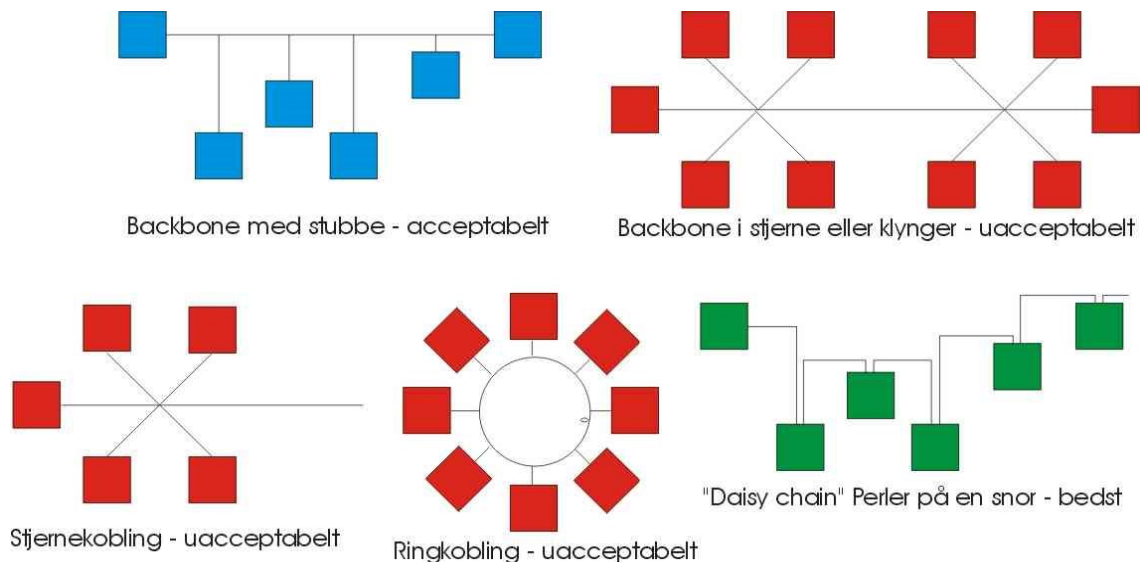 Backbone med stubbe - acceptabelt
Backbone i stjerne eller klynger - uacceptabelt
Stjernekobling - uacceptabelt
Ringkobling - uacceptabelt
"Daisy chain" Perler på en snor - bedst